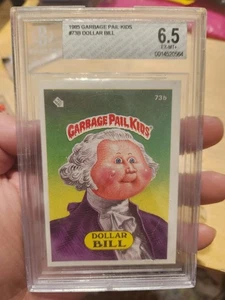 1985 GARBAGE PAIL KIDS
#73B DOLLAR BILL
6.5
EX-MT+
73b
GARBAGE PAIL KIDS
DOLLAR
BILL